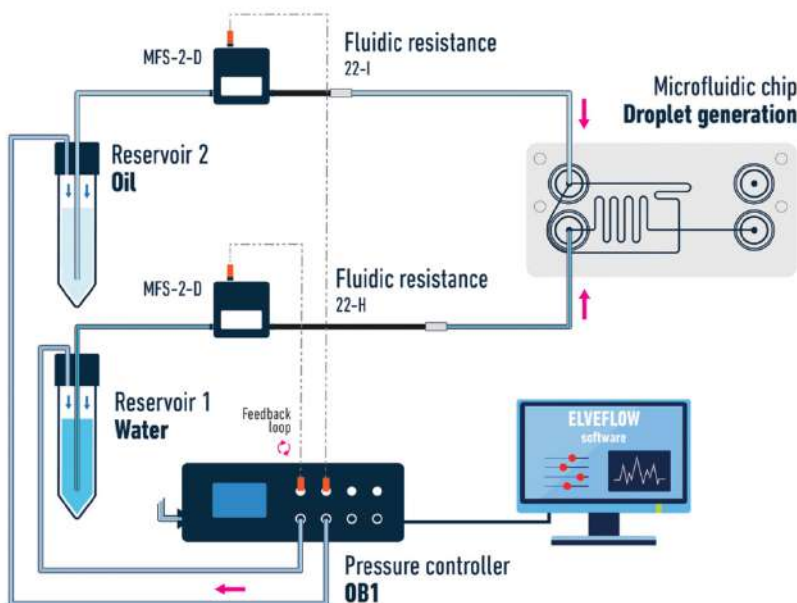 MFS-2-D
Fluidic resistance
22-I
Microfluidic chip
Droplet generation
Reservoir 2
Oil
MFS-2-D
Fluidic resistance
22-H
Reservoir 1
Water
Feedback
loop
ELVEFLOW
software
Pressure controller
OB1